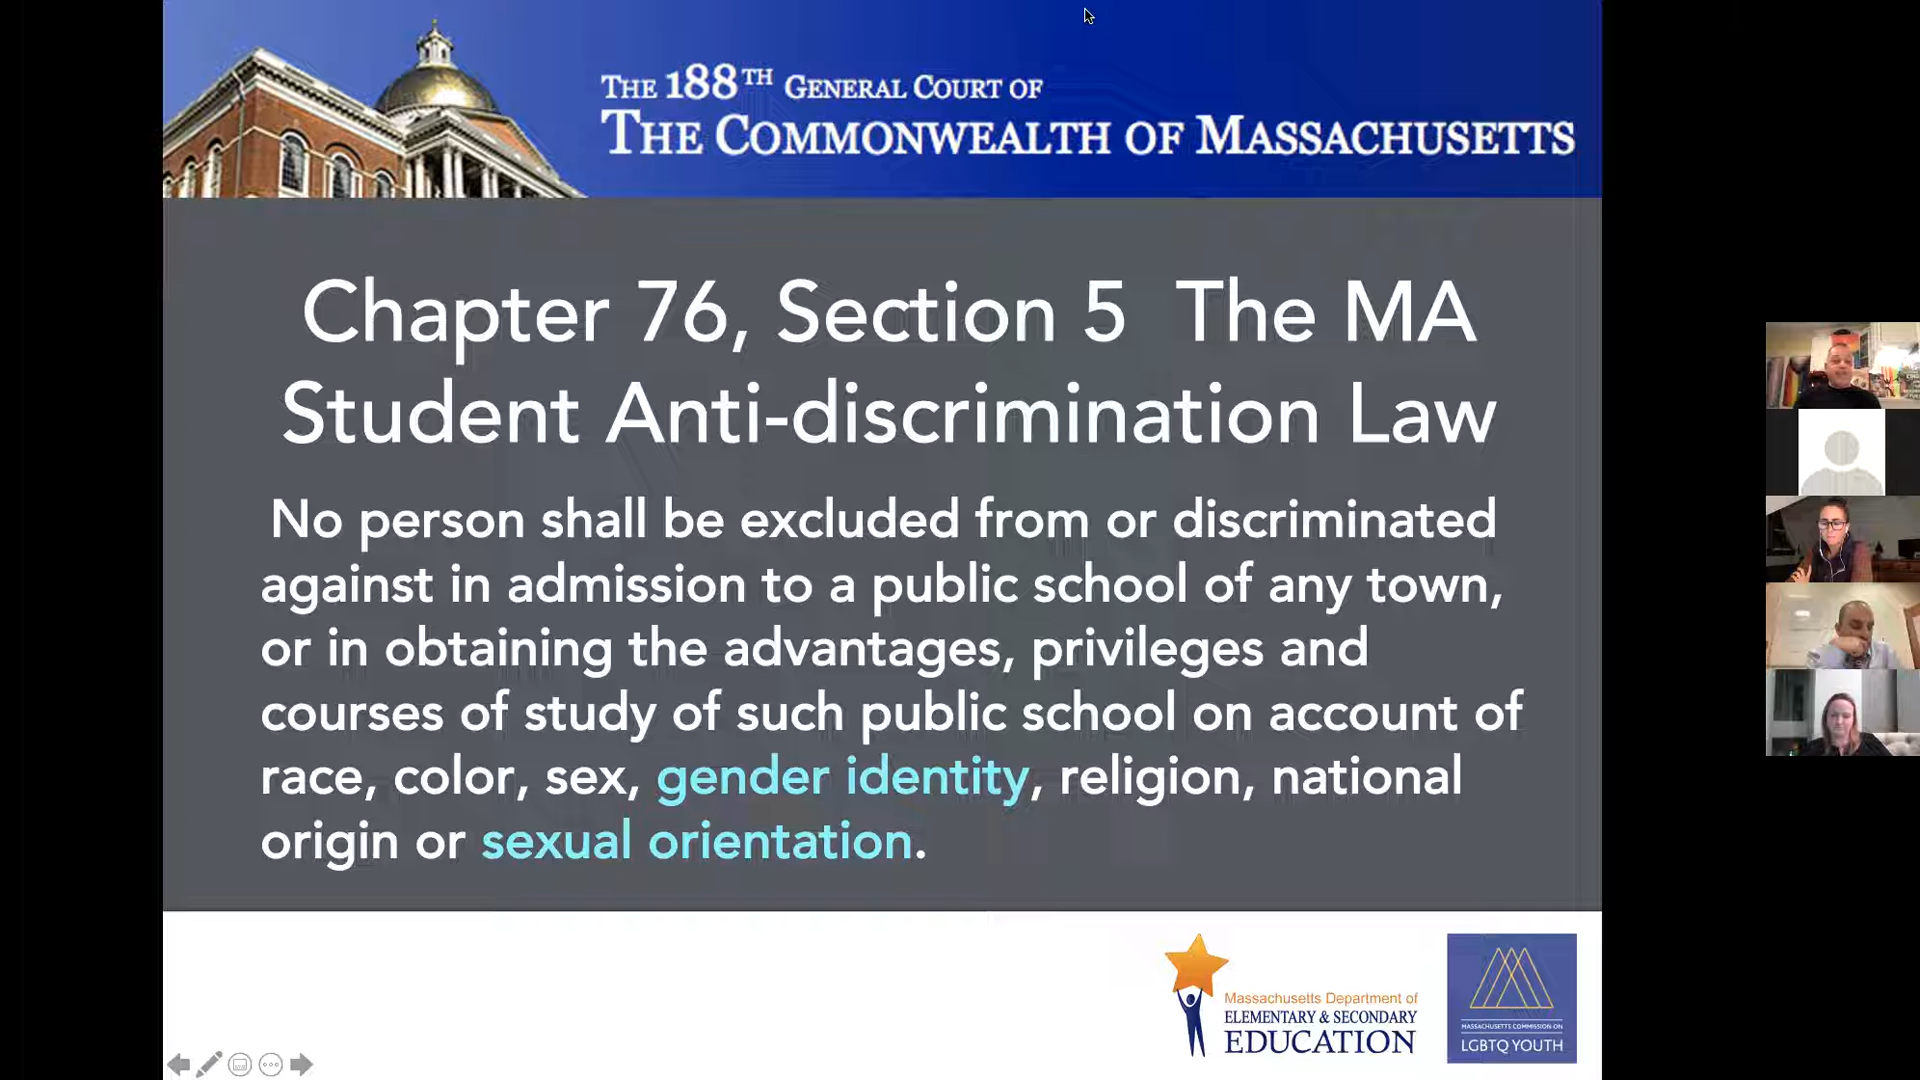 THE 188TH GENERAL COURT OF
THE COMMONWEALTH OF MASSACHUSETTS
Chapter 76, Section 5 The MA
Student Anti-discrimination Law
No person shall be excluded from or discriminated
against in admission to a public school of any town,
or in obtaining the advantages, privileges and
courses of study of such public school on account of
race, color, sex, gender identity, religion, national
origin or sexual orientation.
Massachusetts Department of
ELEMENTARY & SECONDARY
EDUCATION
MASSACHUSETTS COMMISSION ON
LGBTQ YOUTH